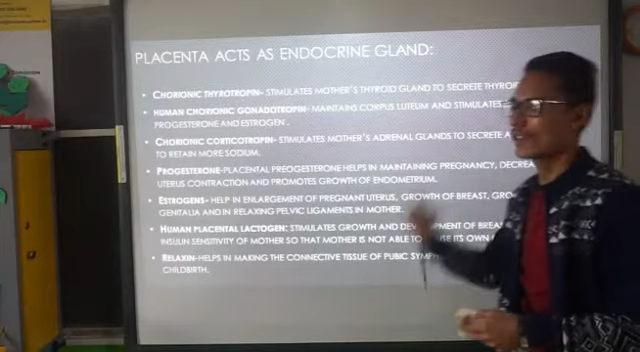 PLACENTA ACTS AS ENDOCRINE GLAND:
• CHORIONIC THYROTROPIN- STIMULATES MOTHER'S THYROID GLAND TO SECRETE
• HUMAN CHORIONIC GONADOTROPIN- MAINTAINS CORPUS LUTEUM AND STIMULATES
PROGESTERONE AND ESTROGEN .
• CHORIONIC CORTICOTROPIN- STIMULATES MOTHER'S ADRENAL GLANDS TO SECRETE
TO RETAIN MORE SODIUM.
• PROGESTERONE-PLACENTAL PREOGESTERONE HELPS IN MAINTAINING PREGNANCY,
UTERUS CONTRACTION AND PROMOTES GROWTH OF ENDOMETRIUM.
• ESTROGENS- HELP IN ENLARGEMENT OF PREGNANT UTERUS, GROWTH OF BREAST,
GENITALIA AND IN RELAXING PELVIC LIGAMENTS IN MOTHER.
• HUMAN PLACENTAL LACTOGEN: STIMULATES GROWTH AND OF
INSULIN SENSITIVITY OF MOTHER SO THAT MOTHER IS NOT ABLE ITS OWN
• RELAXIN-HELPS IN MAKING THE CONNECTIVE TISSUE OF PUBIC
CHILDBIRTH.